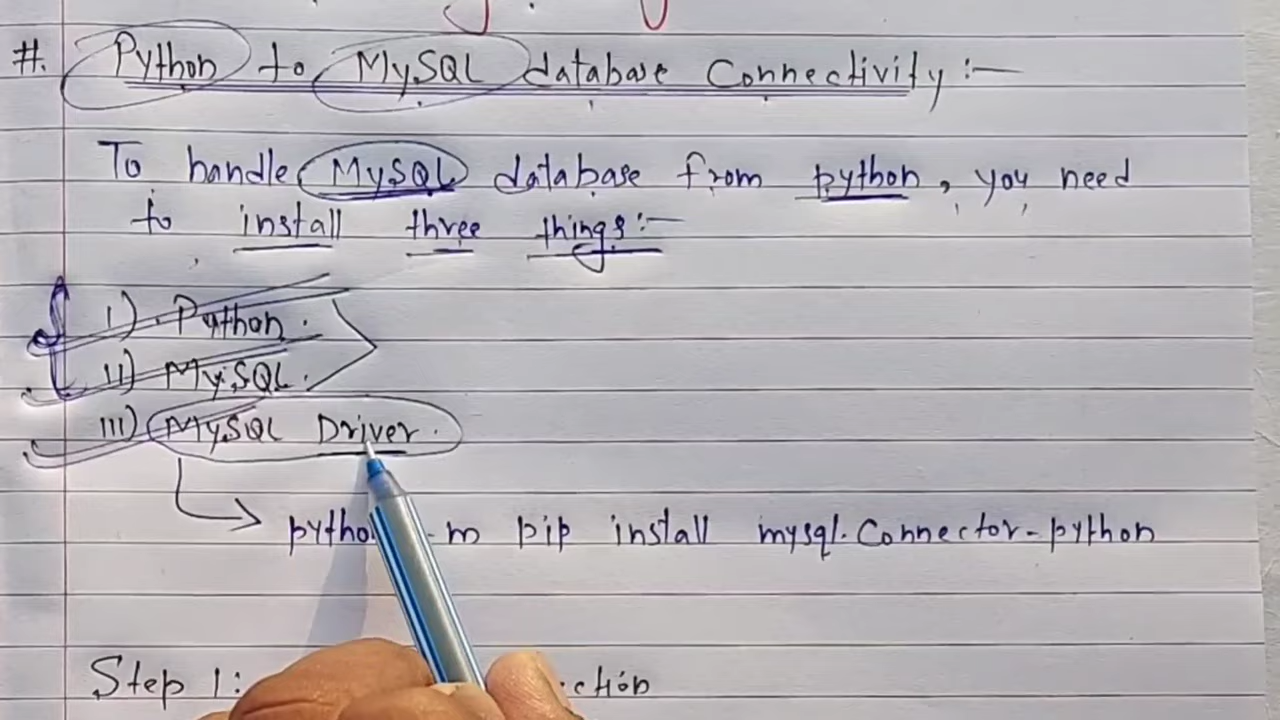 #. Python to MySQL database Connectivity :-
To handle MySQL database from python, you need
to install three things:-
I). Python.
II) MySQL.
III) MySQL Driver.
-m pip install mysql.Connector-python
Step 1: